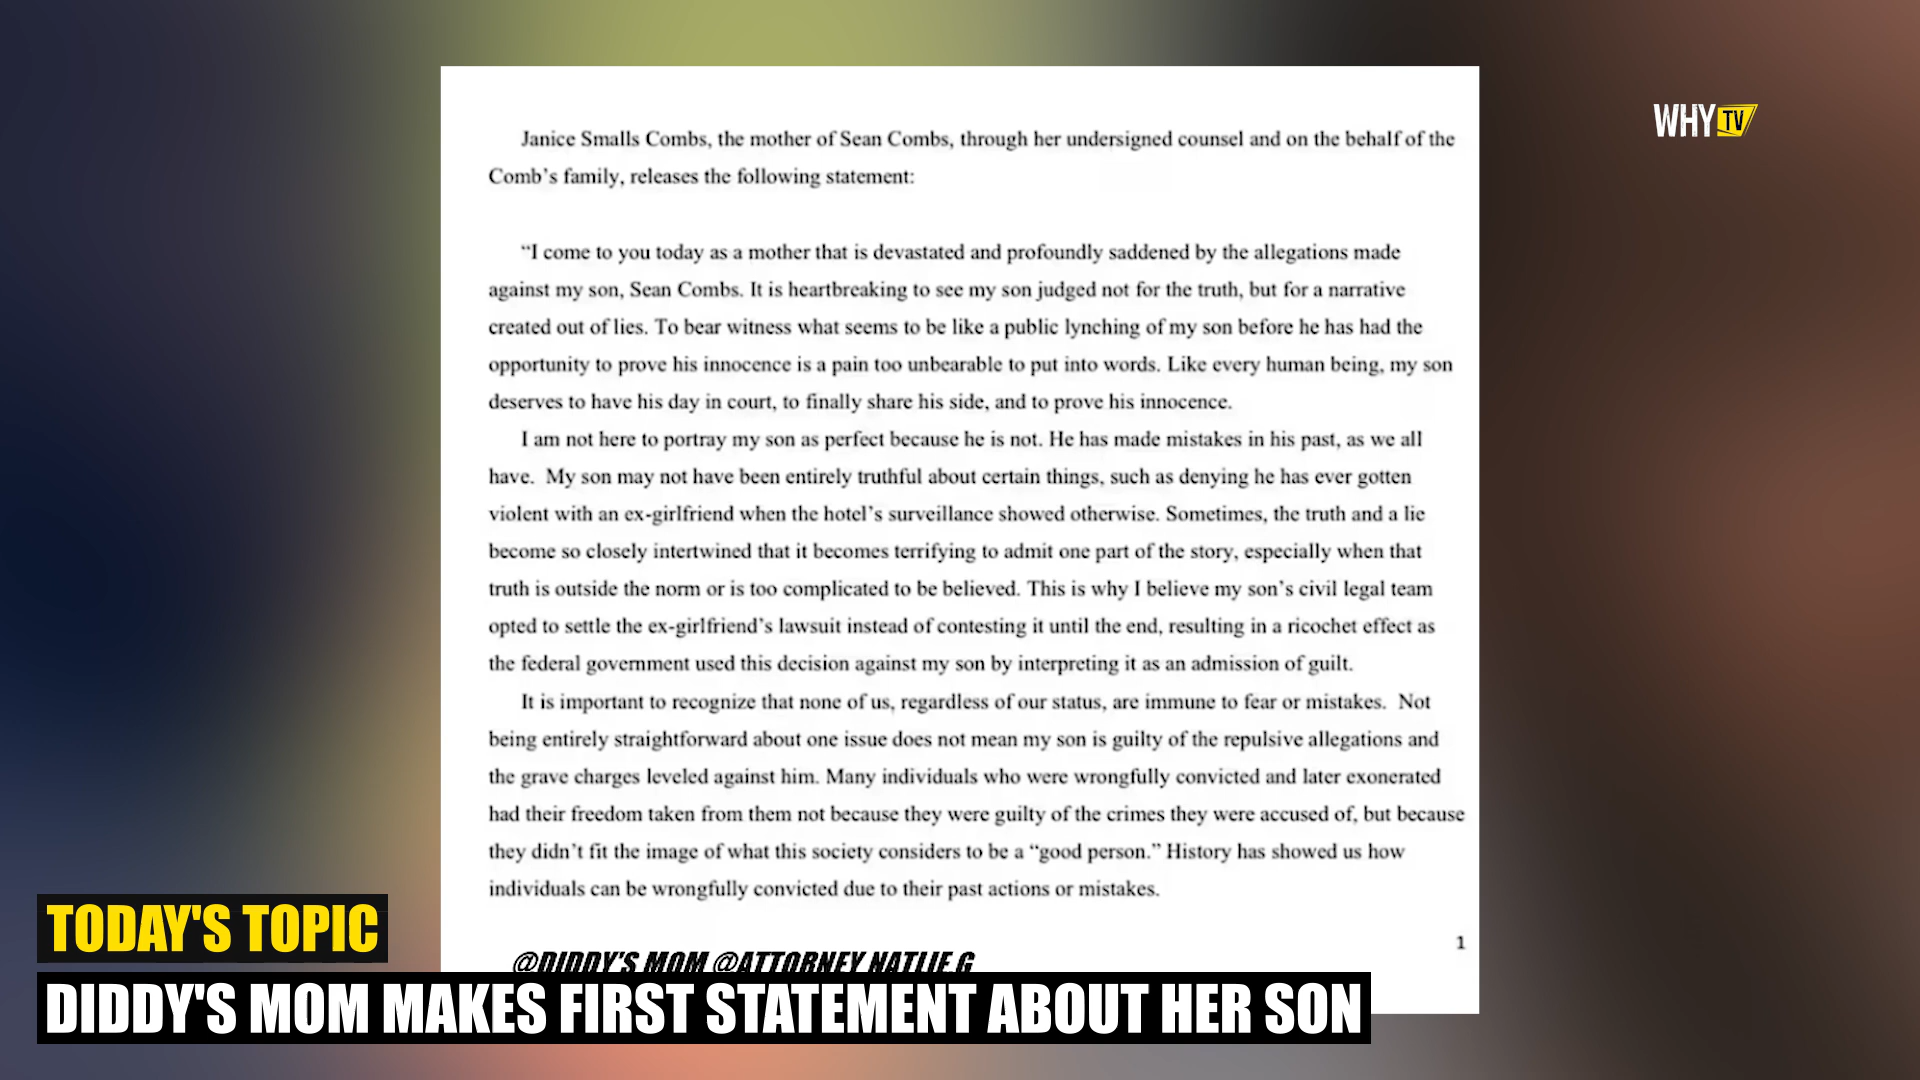 WHY TV
Janice Smalls Combs, the mother of Sean Combs, through her undersigned counsel and on the behalf of the
Comb’s family, releases the following statement:
“I come to you today as a mother that is devastated and profoundly saddened by the allegations made
against my son, Sean Combs. It is heartbreaking to see my son judged not for the truth, but for a narrative
created out of lies. To bear witness what seems to be like a public lynching of my son before he has had the
opportunity to prove his innocence is a pain too unbearable to put into words. Like every human being, my son
deserves to have his day in court, to finally share his side, and to prove his innocence.
I am not here to portray my son as perfect because he is not. He has made mistakes in his past, as we all
have.  My son may not have been entirely truthful about certain things, such as denying he has ever gotten
violent with an ex-girlfriend when the hotel’s surveillance showed otherwise. Sometimes, the truth and a lie
become so closely intertwined that it becomes terrifying to admit one part of the story, especially when that
truth is outside the norm or is too complicated to be believed. This is why I believe my son’s civil legal team
opted to settle the ex-girlfriend’s lawsuit instead of contesting it until the end, resulting in a ricochet effect as
the federal government used this decision against my son by interpreting it as an admission of guilt.
It is important to recognize that none of us, regardless of our status, are immune to fear or mistakes.  Not
being entirely straightforward about one issue does not mean my son is guilty of the repulsive allegations and
the grave charges leveled against him. Many individuals who were wrongfully convicted and later exonerated
had their freedom taken from them not because they were guilty of the crimes they were accused of, but because
they didn’t fit the image of what this society considers to be a “good person.” History has showed us how
individuals can be wrongfully convicted due to their past actions or mistakes.
1
TODAY'S TOPIC
@DIDDY'S MOM @ATTORNEY NATLIE G
DIDDY'S MOM MAKES FIRST STATEMENT ABOUT HER SON